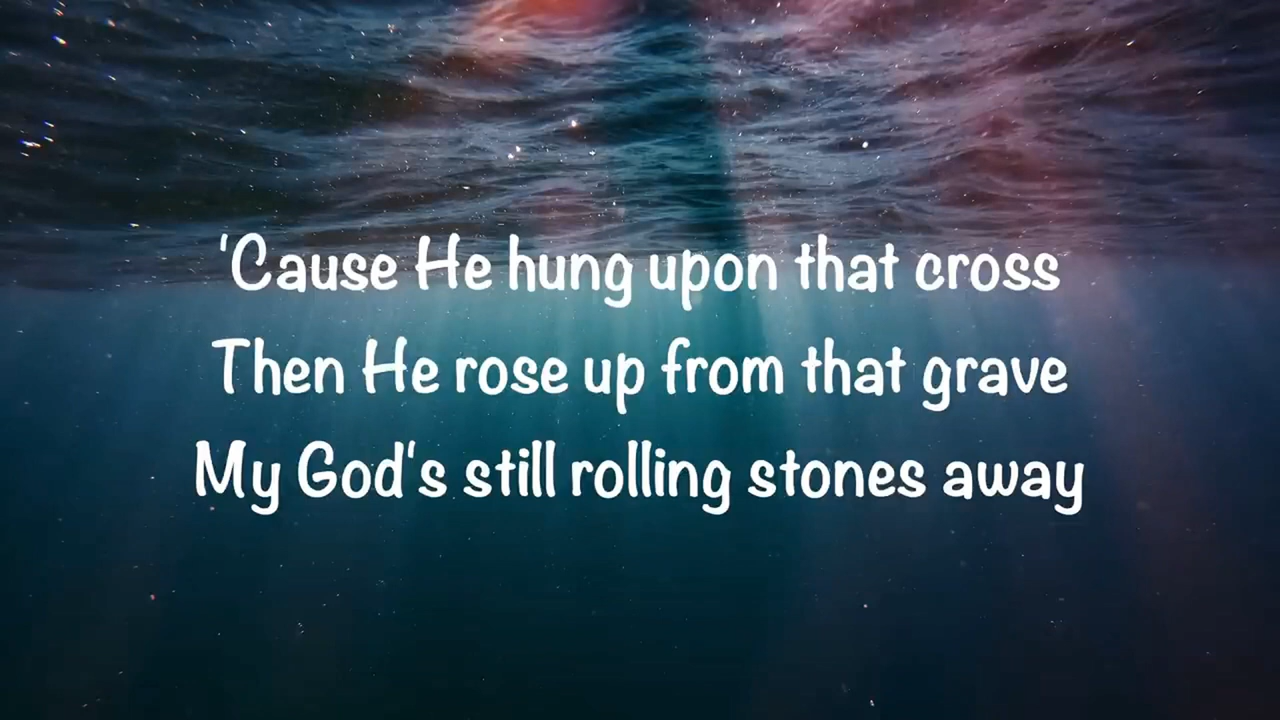 'Cause He hung upon that cross
Then He rose up from that grave
My God's still rolling stones away